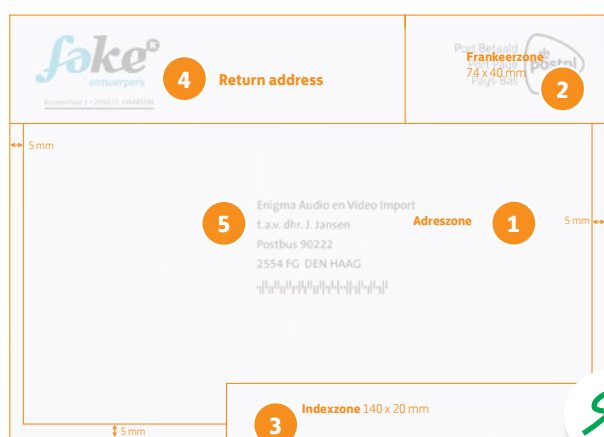 fake
ontwerpers
4
Return address
Port Betaald
Port Payé
Pays-Bas
postnl
Frankeerzone
74 x 40 mm
2
5 mm
5
Enigma Audio en Video Import
t.a.v. dhr. J. Jansen
Postbus 90222
2554 FG DEN HAAG
Adreszone
1
5 mm
3
Indexzone 140 x 20 mm
5 mm